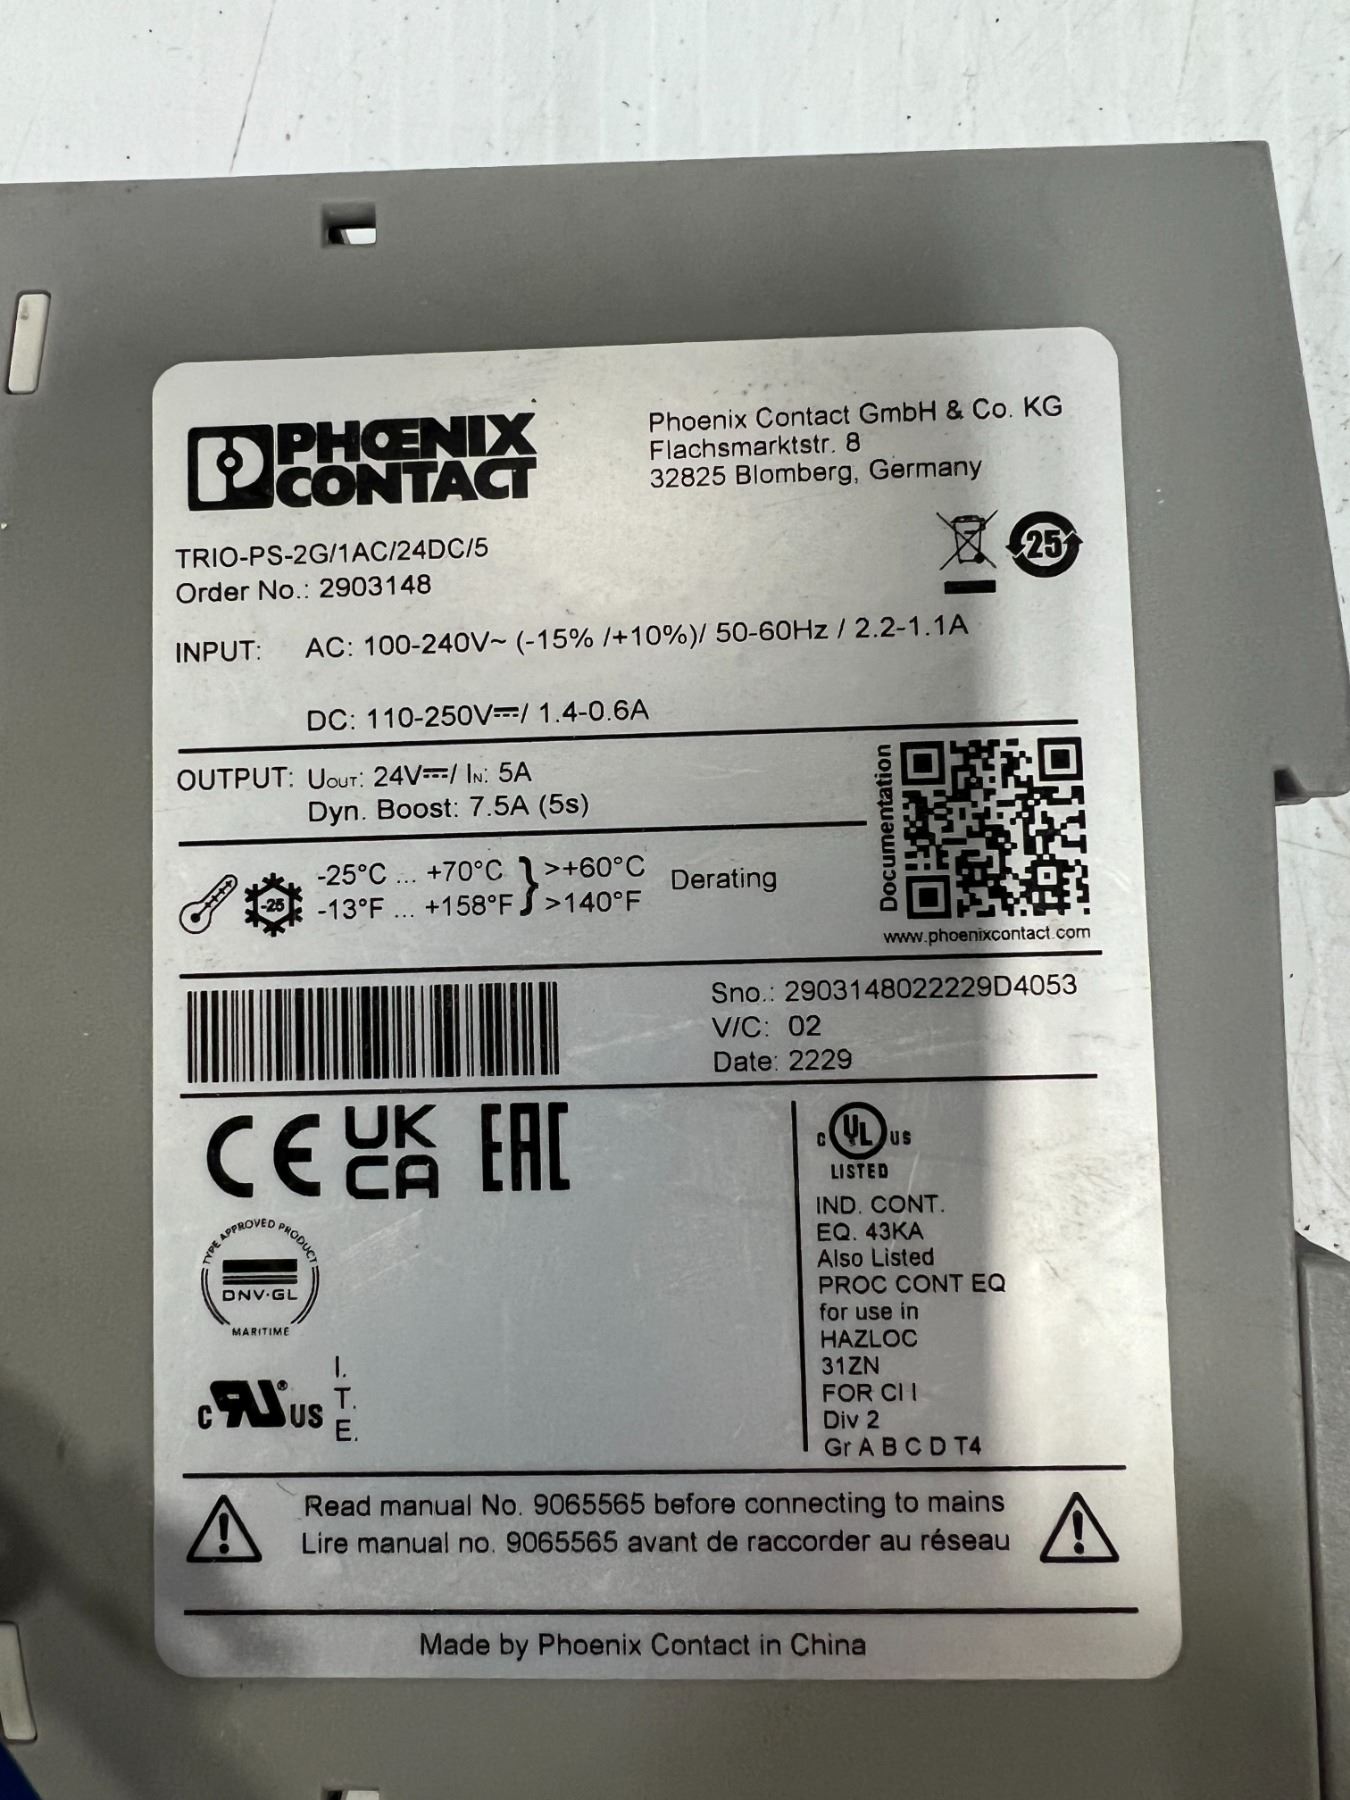 PHŒNIX
CONTACT
Phoenix Contact GmbH & Co. KG
Flachsmarktstr. 8
32825 Blomberg, Germany
25
TRIO-PS-2G/1AC/24DC/5
Order No.: 2903148
INPUT: AC: 100-240V~ (-15% /+10%)/ 50-60Hz / 2.2-1.1A
DC: 110-250V⎓/ 1.4-0.6A
OUTPUT: UOUT: 24V⎓/ IN: 5A
Dyn. Boost: 7.5A (5s)
Documentation
www.phoenixcontact.com
-25
-25°C ... +70°C } >+60°C Derating
-13°F ... +158°F >140°F
Sno.: 2903148022229D4053
V/C: 02
Date: 2229
CE UK
CA EAC
TYPE APPROVED PRODUCT
DNV·GL
MARITIME
c RU ® US
I.
T.
E.
c UL US
LISTED
IND. CONT.
EQ. 43KA
Also Listed
PROC CONT EQ
for use in
HAZLOC
31ZN
FOR Cl I
Div 2
Gr A B C D T4
! Read manual No. 9065565 before connecting to mains
Lire manual no. 9065565 avant de raccorder au réseau !
Made by Phoenix Contact in China